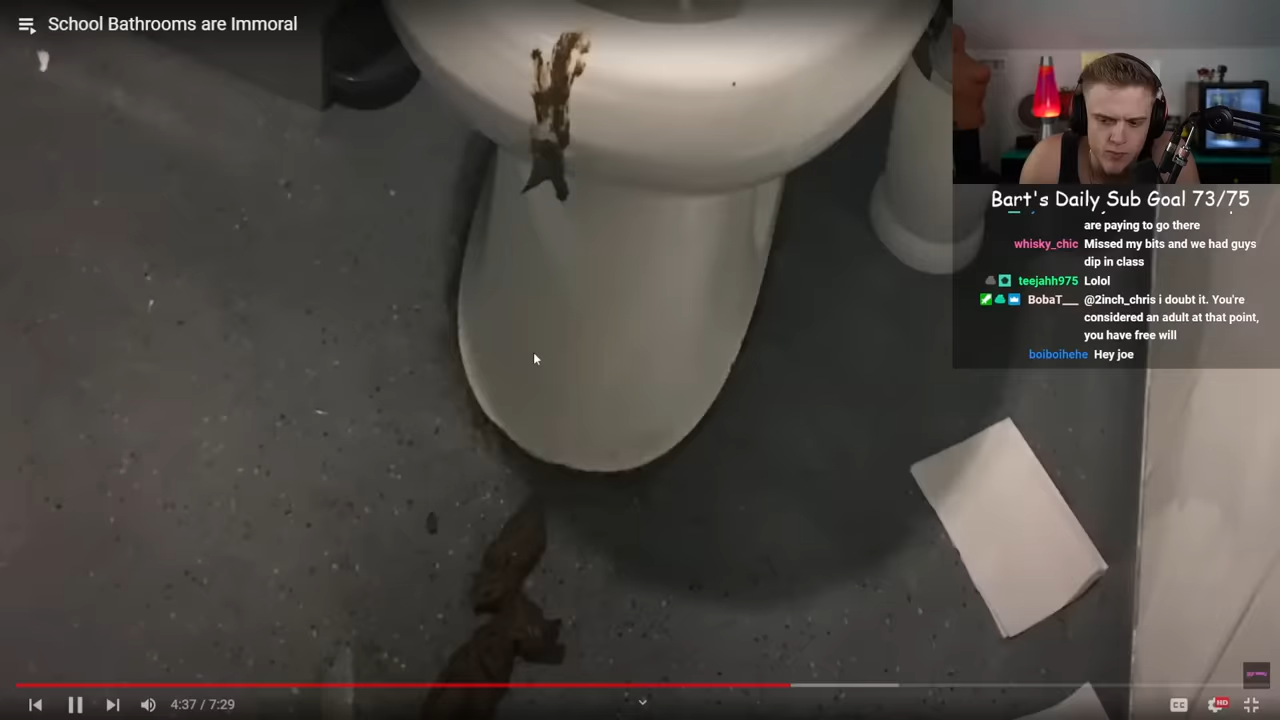 School Bathrooms are Immoral
Bart's Daily Sub Goal 73/75
are paying to go there
whisky_chic Missed my bits and we had guys
dip in class
teejahh975 Lolol
BobaT___ @2inch_chris i doubt it. You're
considered an adult at that point,
you have free will
boiboihehe Hey joe
4:37 / 7:29
CC
HD